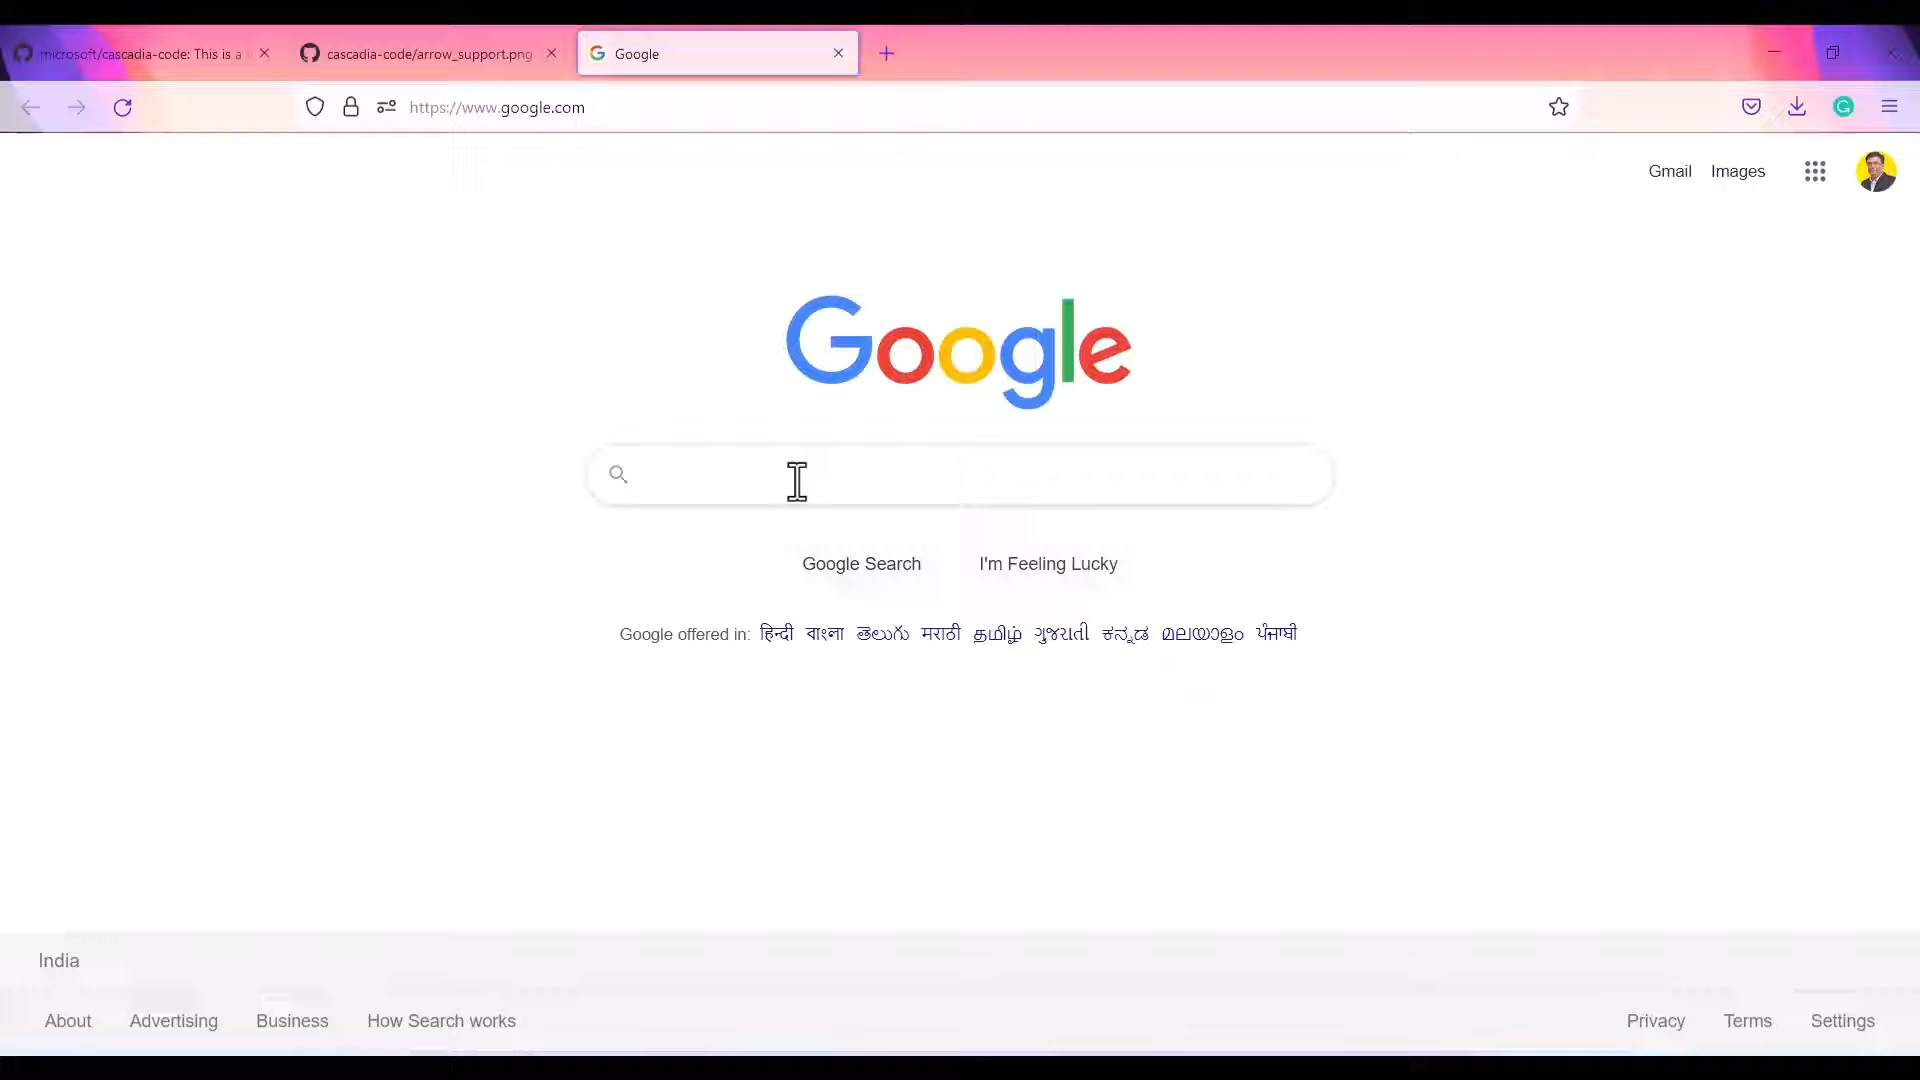 microsoft/cascadia-code: This is a
cascadia-code/arrow_support.png
Google
https://www.google.com
Gmail Images
Google
Google Search
I'm Feeling Lucky
Google offered in: हिन्दी বাংলা తెలుగు मराठी தமிழ் ગુજરાતી ಕನ್ನಡ മലയാളം ਪੰਜਾਬੀ
India
About Advertising Business How Search works
Privacy Terms Settings